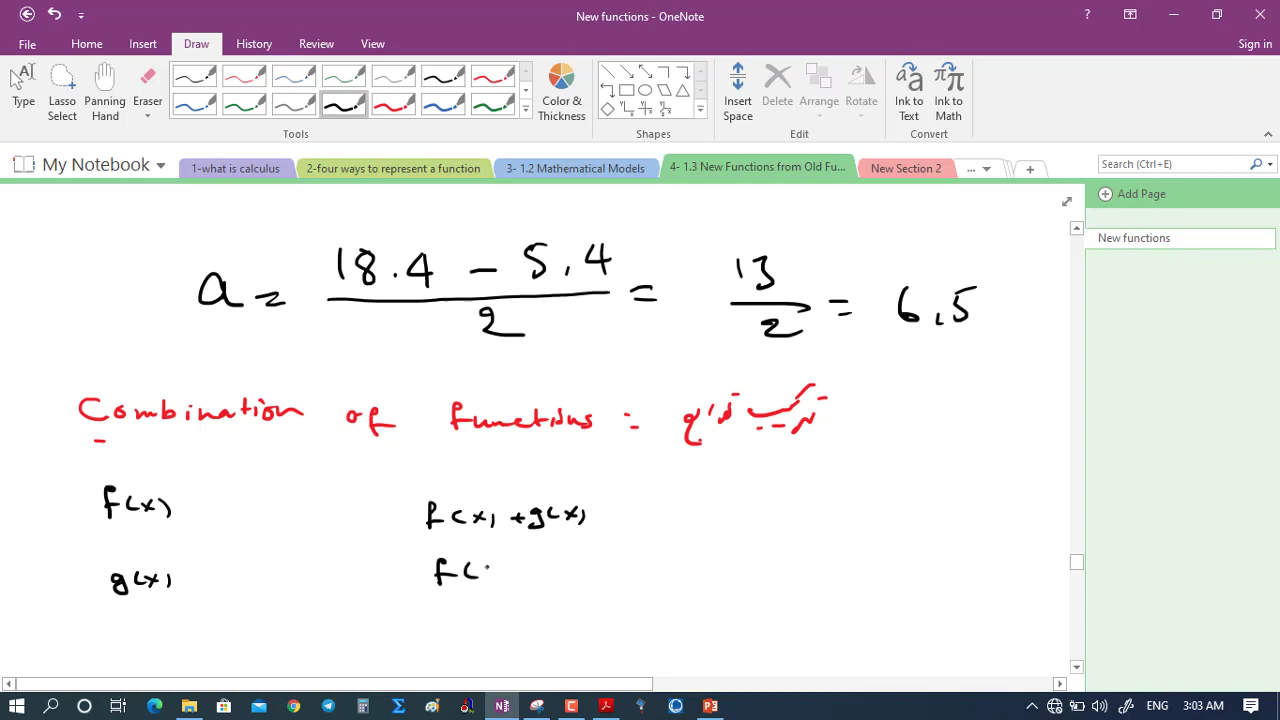 New functions - OneNote
File Home Insert Draw History Review View Sign in
Type Lasso Select Panning Hand Eraser Color & Thickness Insert Space Delete Arrange Rotate Ink to Text Ink to Math
Tools Shapes Edit Convert
My Notebook 1-what is calculus 2-four ways to represent a function 3- 1.2 Mathematical Models 4- 1.3 New Functions from Old Fu... New Section 2 ... Search (Ctrl+E)
Add Page
New functions
a = 18.4 - 5,4 / 2 = 13 / 2 = 6,5
Combination of functions : تركيب توابع
f(x) f(x) + g(x)
g(x) f(
ENG 3:03 AM